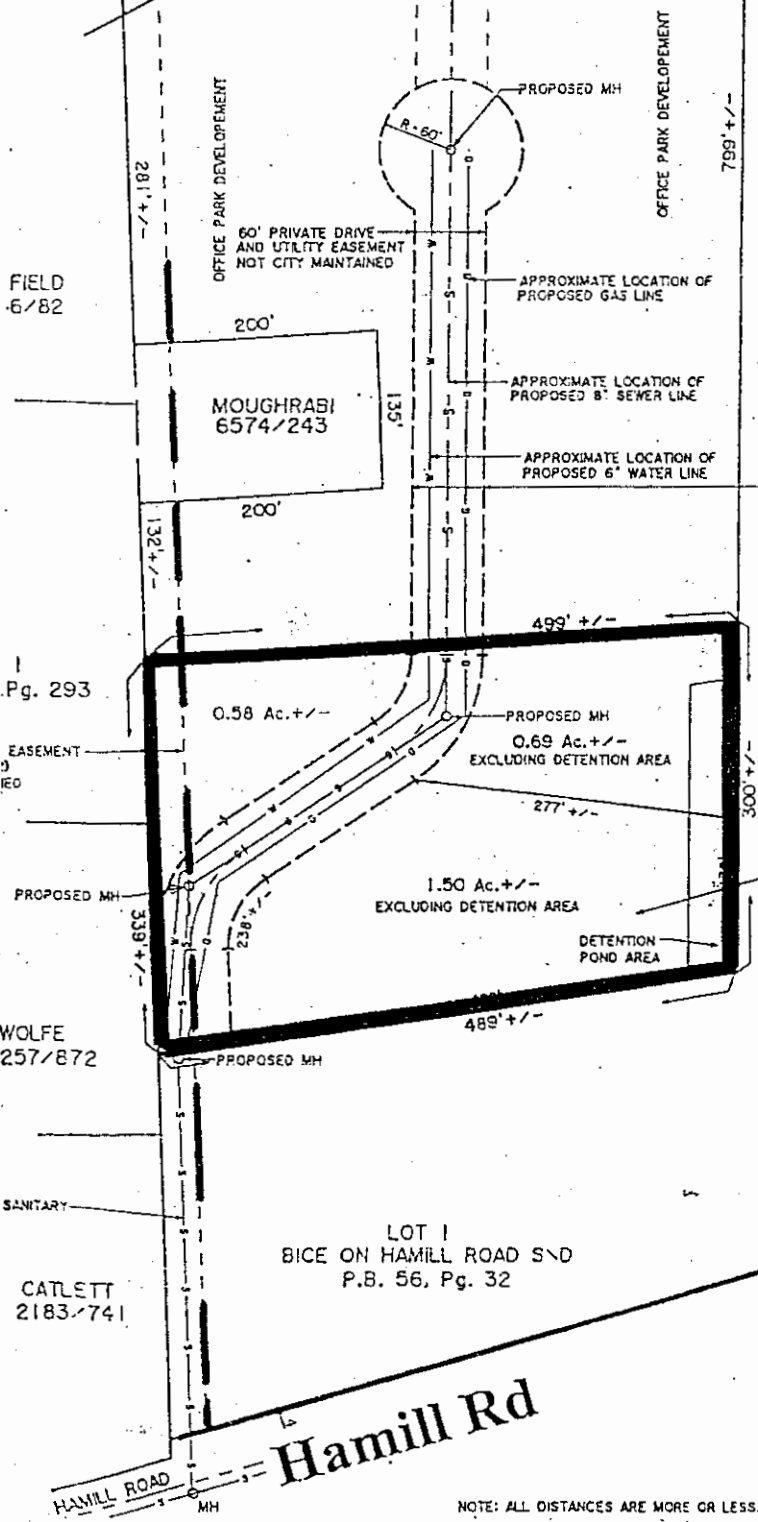 PROPOSED MH
R=60'
OFFICE PARK DEVELOPEMENT
OFFICE PARK DEVELOPEMENT
799'+/-
281'+/-
60' PRIVATE DRIVE
AND UTILITY EASEMENT
NOT CITY MAINTAINED
FIELD
6/82
APPROXIMATE LOCATION OF
PROPOSED GAS LINE
200'
MOUGHRABI
6574/243
135'
APPROXIMATE LOCATION OF
PROPOSED 8" SEWER LINE
APPROXIMATE LOCATION OF
PROPOSED 6" WATER LINE
200'
132'+/-
499' +/-
Pg. 293
0.58 Ac.+/-
PROPOSED MH
0.69 Ac.+/-
EXCLUDING DETENTION AREA
EASEMENT
277'+/-
300'+/-
PROPOSED MH
1.50 Ac.+/-
EXCLUDING DETENTION AREA
238'+/-
339'+/-
DETENTION
POND AREA
489'+/-
WOLFE
257/872
PROPOSED MH
SANITARY
LOT 1
BICE ON HAMILL ROAD S\D
P.B. 56, Pg. 32
CATLETT
2183/741
Hamill Rd
HAMILL ROAD
MH
NOTE: ALL DISTANCES ARE MORE OR LESS.